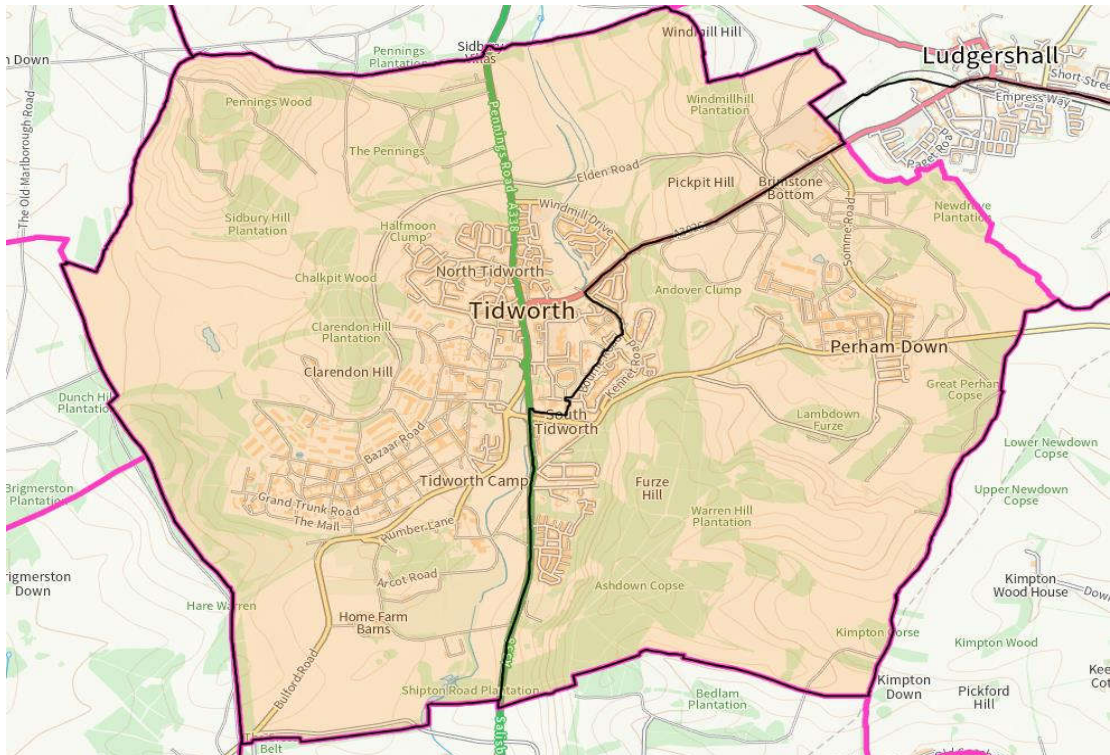 Windmill Hill
Ludgershall
Short Street
Empress Way
Paget Road
Sidbury
Villas
Pennings
Plantation
n Down
The Old Marlborough Road
Pennings Wood
The Pennings
Pennings Road A338
Windmillhill
Plantation
Elden Road
Pickpit Hill
Brimstone
Bottom
Somme Road
Newdrove
Plantation
Sidbury Hill
Plantation
Halfmoon
Clump
Windmill Drive
North Tidworth
Chalkpit Wood
Andover Clump
Tidworth
Clarendon Hill
Plantation
Clarendon Hill
Perham Down
Kennet Road
Great Perham
Copse
Dunch Hill
Plantation
South
Tidworth
Lambdown
Furze
Lower Newdown
Copse
Bazaar Road
Tidworth Camp
Furze
Hill
Upper Newdown
Copse
Brigmerston
Plantation
Grand Trunk Road
The Mall
Humber Lane
Warren Hill
Plantation
rigmerston
Down
Arcot Road
Ashdown Copse
Kimpton
Wood House
Hare Warren
Home Farm
Barns
Kimpton Gorse
Kimpton Wood
Bulford Road
Shipton Road Plantation
Bedlam
Plantation
Kimpton
Down
Pickford
Hill
Belt